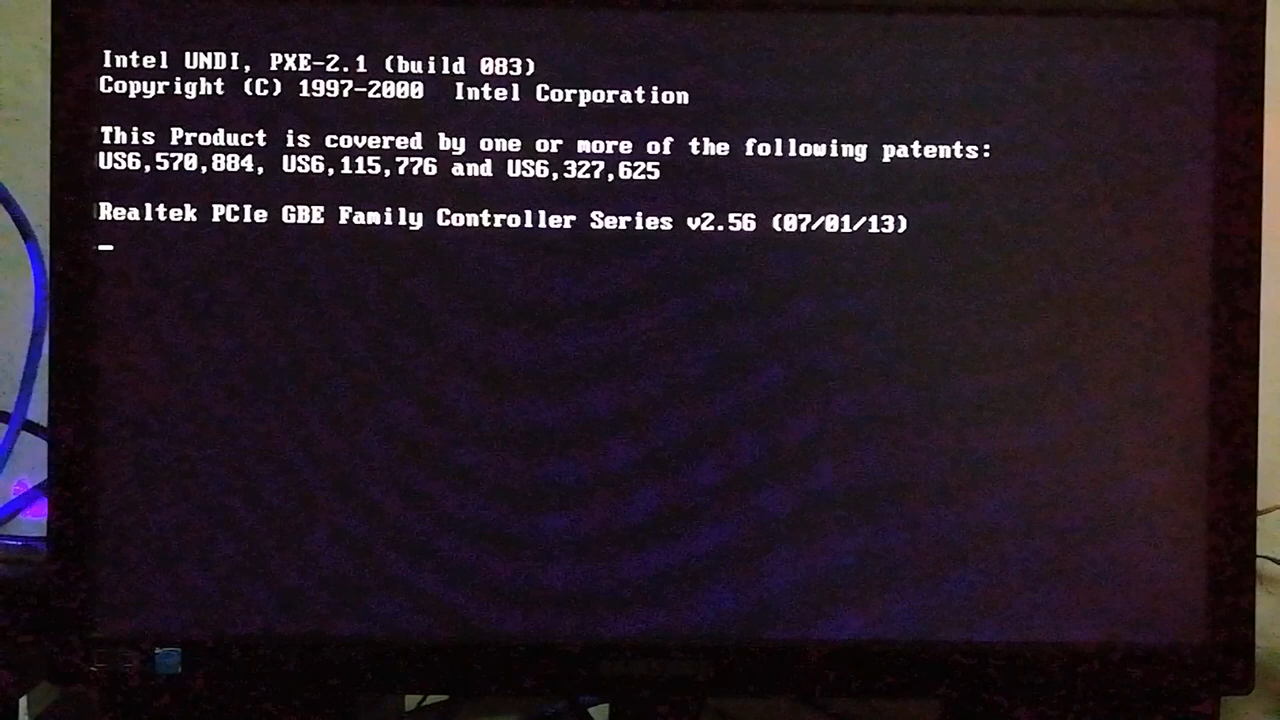 Intel UNDI, PXE-2.1 (build 083)
Copyright (C) 1997-2000  Intel Corporation
This Product is covered by one or more of the following patents:
US6,570,884, US6,115,776 and US6,327,625
Realtek PCIe GBE Family Controller Series v2.56 (07/01/13)